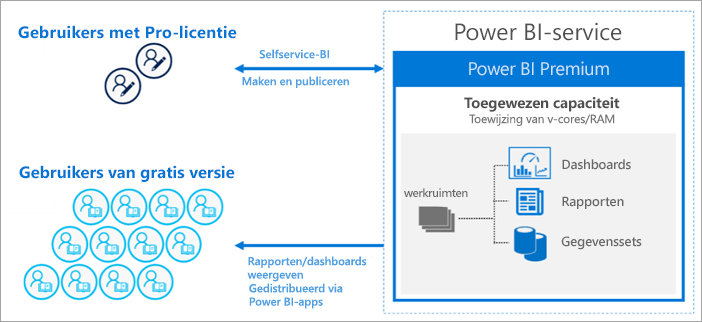 Gebruikers met Pro-licentie
Selfservice-BI
Maken en publiceren
Gebruikers van gratis versie
Rapporten/dashboards
weergeven
Gedistribueerd via
Power BI-apps
Power BI-service
Power BI Premium
Toegewezen capaciteit
Toewijzing van v-cores/RAM
werkruimten
Dashboards
Rapporten
Gegevenssets